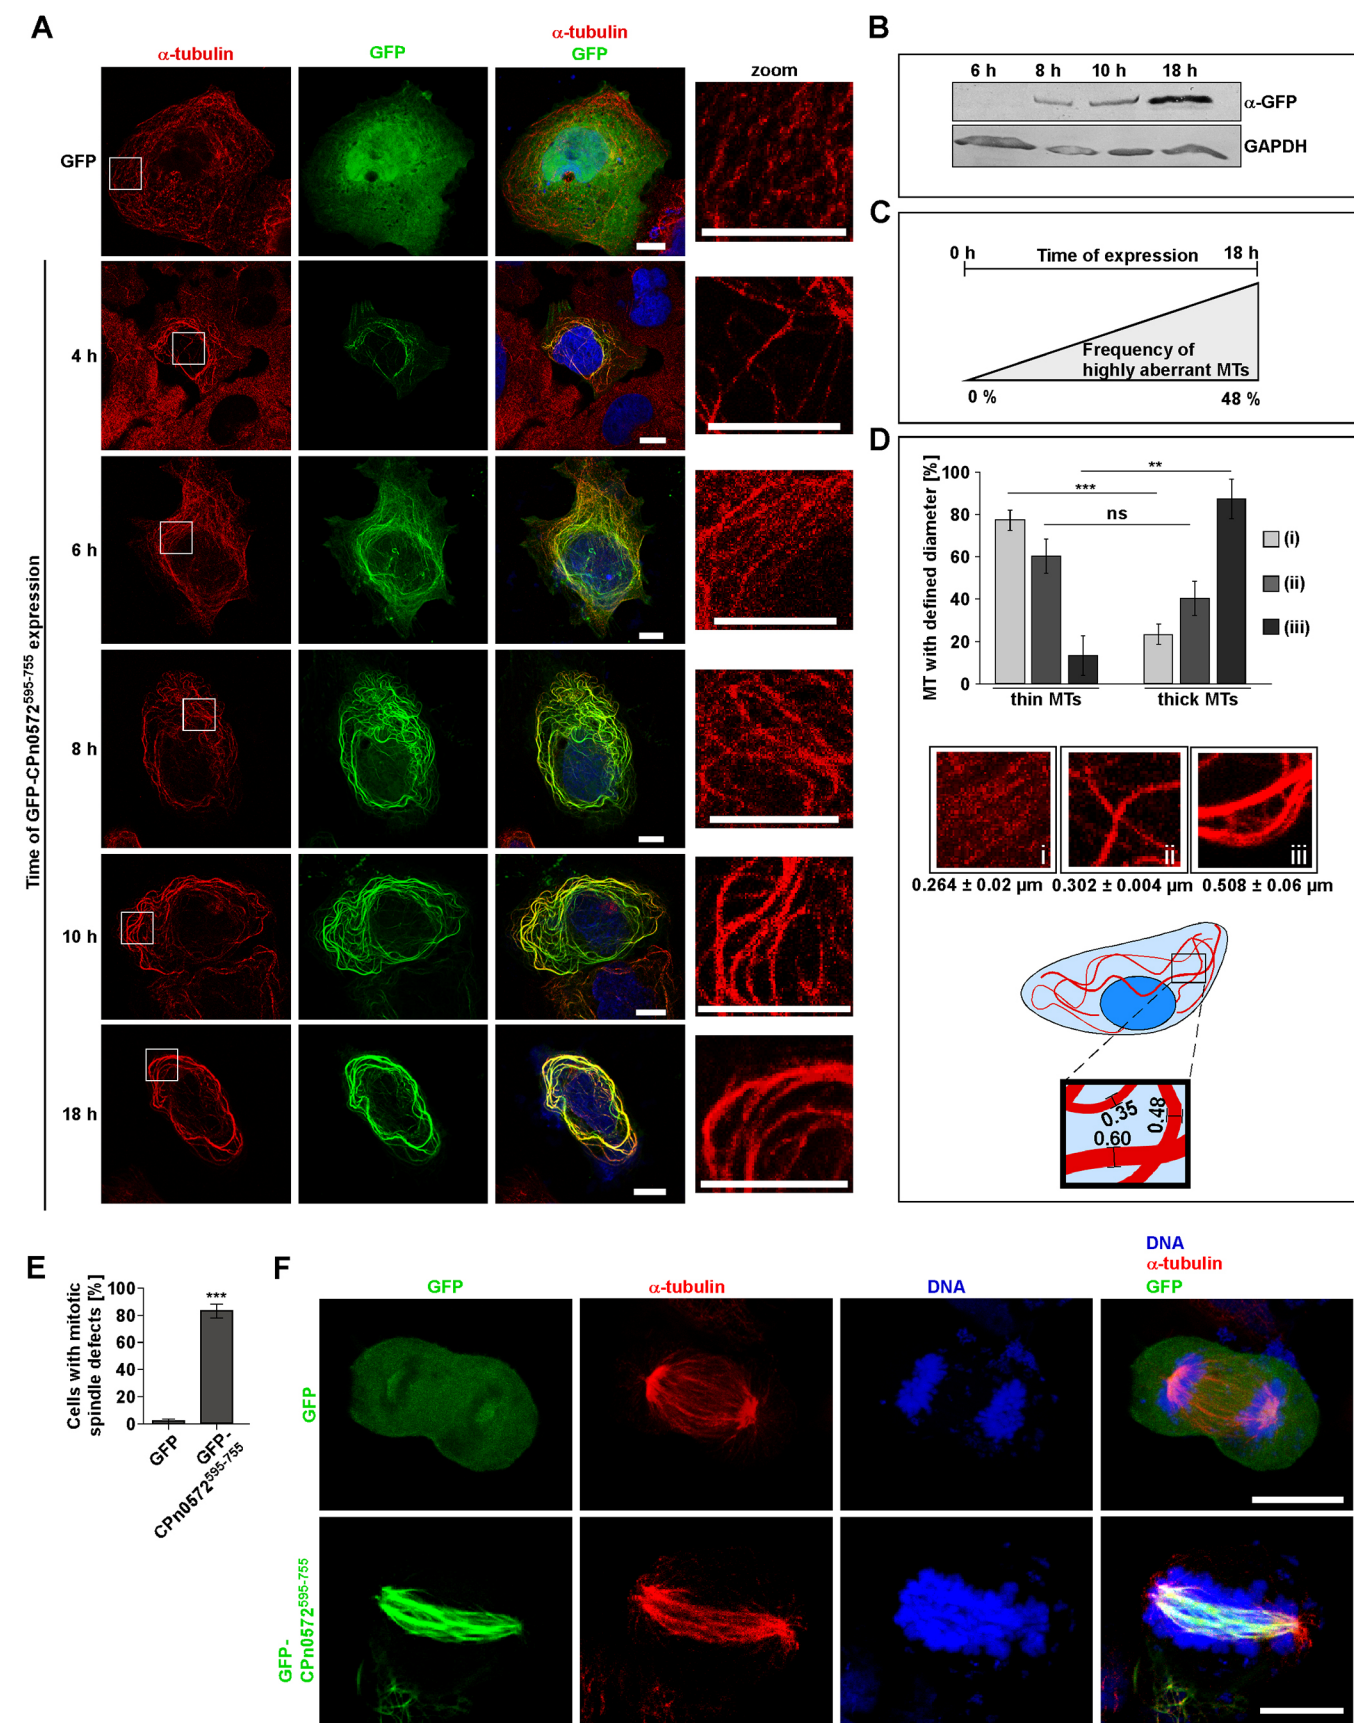 A
α-tubulin
GFP
α-tubulin
GFP
zoom
GFP
4 h
6 h
8 h
10 h
18 h
Time of GFP-CPn0572595-755 expression
B
6 h 8 h 10 h 18 h
α-GFP
GAPDH
C
0 h Time of expression 18 h
Frequency of
highly aberrant MTs
0 % 48 %
D
MT with defined diameter [%]
100
80
60
40
20
0
***
**
ns
thin MTs thick MTs
(i)
(ii)
(iii)
i
ii
iii
0.264 ± 0.02 µm 0.302 ± 0.004 µm 0.508 ± 0.06 µm
0.35
0.48
0.60
E
Cells with mitotic
spindle defects [%]
100
80
60
40
20
0
***
GFP
GFP-
CPn0572595-755
F
GFP
α-tubulin
DNA
DNA
α-tubulin
GFP
GFP
GFP-
CPn0572595-755